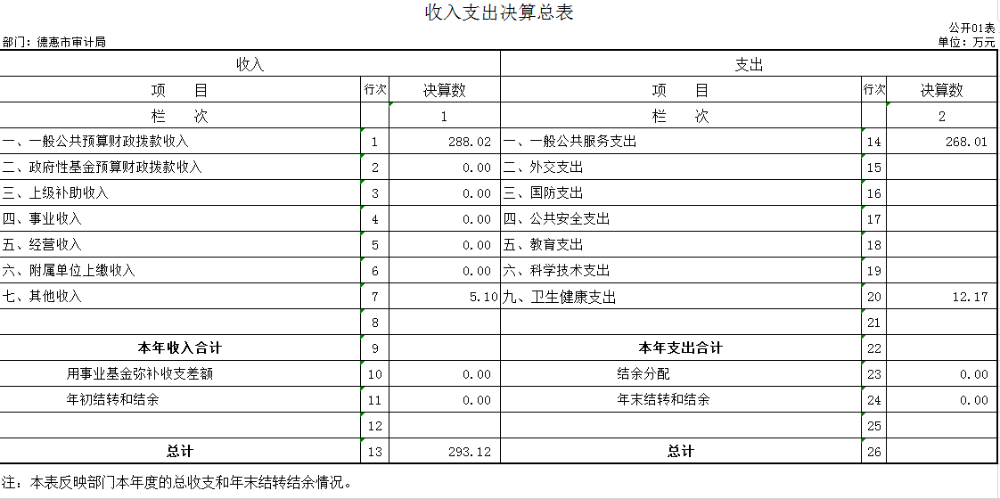 收入支出决算总表
公开01表
部门：德惠市审计局 单位：万元
收入 支出
项 目 行次 决算数 项 目 行次 决算数
栏 次 1 栏 次 2
一、一般公共预算财政拨款收入 1 288.02 一、一般公共服务支出 14 268.01
二、政府性基金预算财政拨款收入 2 0.00 二、外交支出 15
三、上级补助收入 3 0.00 三、国防支出 16
四、事业收入 4 0.00 四、公共安全支出 17
五、经营收入 5 0.00 五、教育支出 18
六、附属单位上缴收入 6 0.00 六、科学技术支出 19
七、其他收入 7 5.10 九、卫生健康支出 20 12.17
8 21
本年收入合计 9 本年支出合计 22
用事业基金弥补收支差额 10 0.00 结余分配 23 0.00
年初结转和结余 11 0.00 年末结转和结余 24 0.00
12 25
总计 13 293.12 总计 26
注：本表反映部门本年度的总收支和年末结转结余情况。